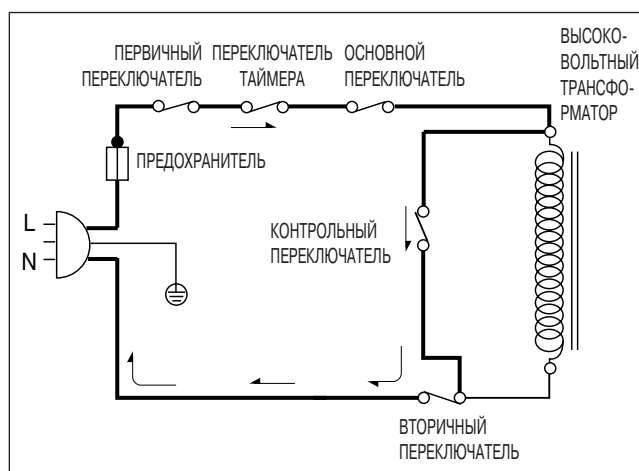 ПЕРВИЧНЫЙ
ПЕРЕКЛЮЧАТЕЛЬ
ПЕРЕКЛЮЧАТЕЛЬ
ТАЙМЕРА
ОСНОВНОЙ
ПЕРЕКЛЮЧАТЕЛЬ
ВЫСОКО-
ВОЛЬТНЫЙ
ТРАНСФО-
РМАТОР
ПРЕДОХРАНИТЕЛЬ
L
N
КОНТРОЛЬНЫЙ
ПЕРЕКЛЮЧАТЕЛЬ
ВТОРИЧНЫЙ
ПЕРЕКЛЮЧАТЕЛЬ